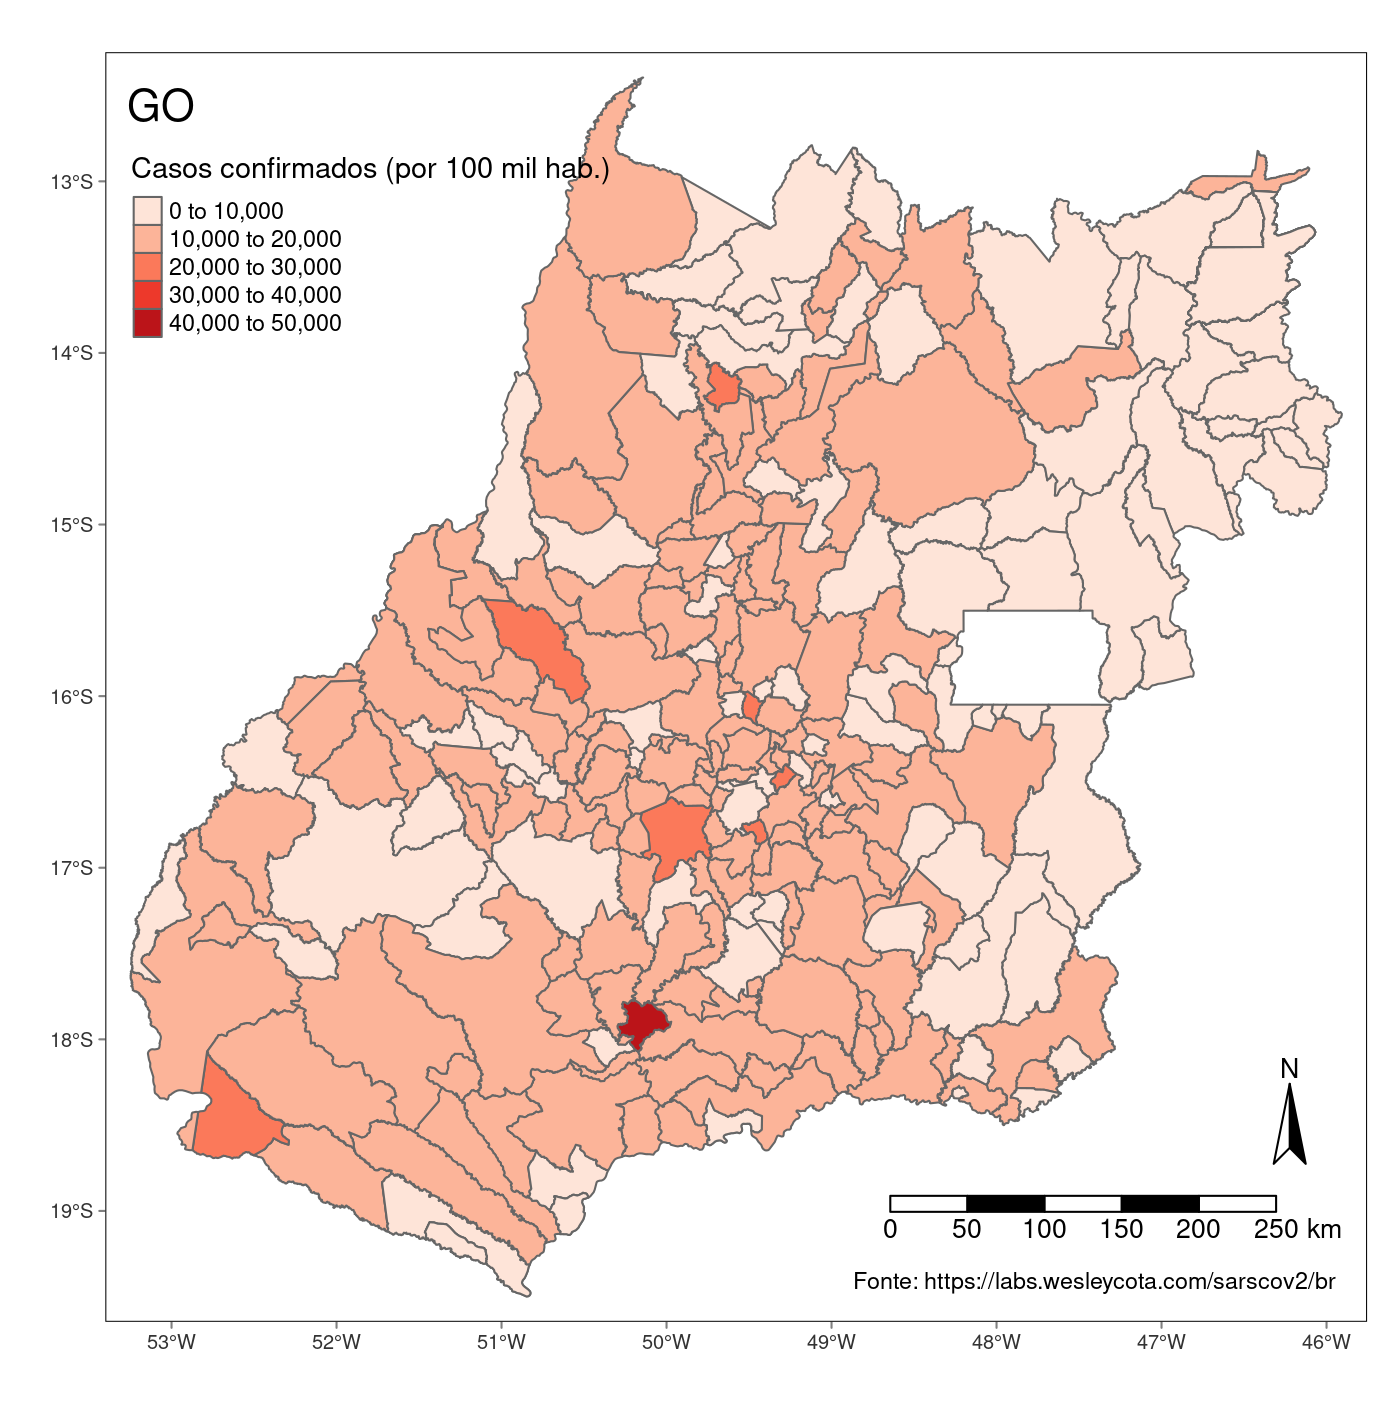 GO
Casos confirmados (por 100 mil hab.)
0 to 10,000
10,000 to 20,000
20,000 to 30,000
30,000 to 40,000
40,000 to 50,000
13°S
14°S
15°S
16°S
17°S
18°S
19°S
N
0 50 100 150 200 250 km
Fonte: https://labs.wesleycota.com/sarscov2/br
53°W 52°W 51°W 50°W 49°W 48°W 47°W 46°W